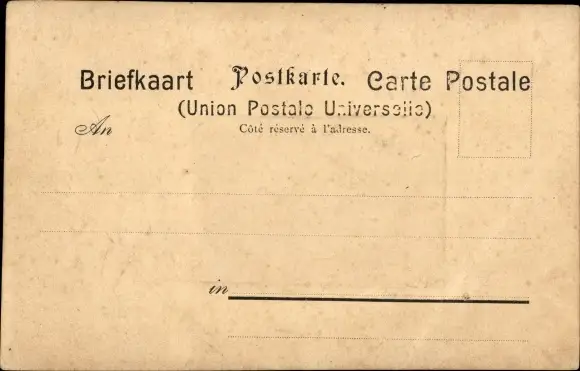 Briefkaart Postkarte. Carte Postale
(Union Postale Universelle)
An
Côté réservé à l'adresse.
in